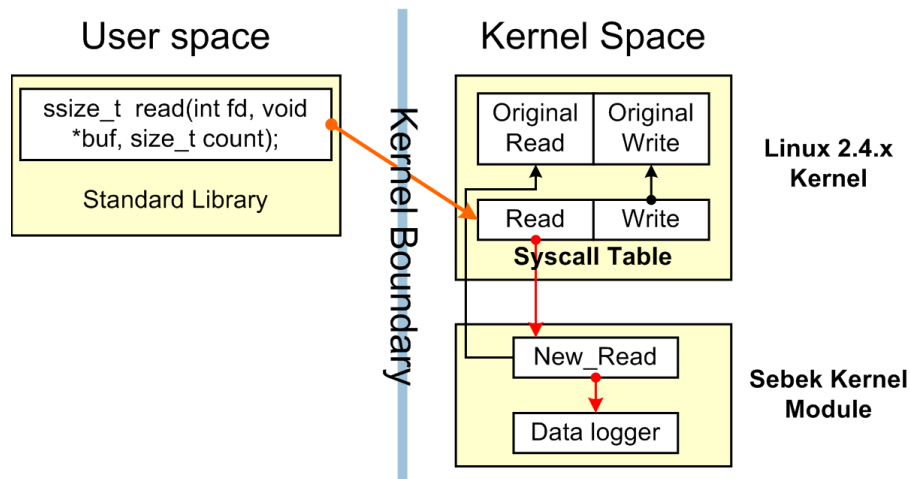 User space
Kernel Space
ssize_t read(int fd, void
*buf, size_t count);
Standard Library
Kernel Boundary
Original
Read
Original
Write
Read
Write
Syscall Table
Linux 2.4.x
Kernel
New_Read
Data logger
Sebek Kernel
Module